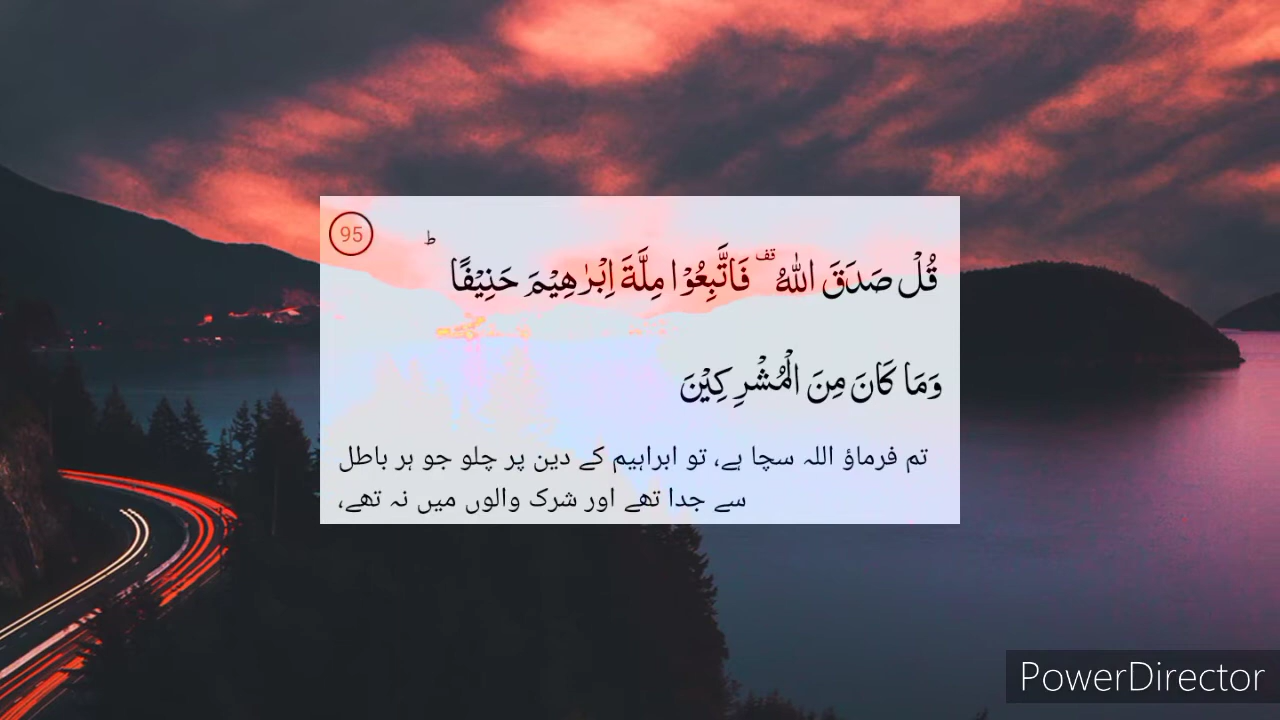 95
قُلْ صَدَقَ اللّٰهُ ۫ فَاتَّبِعُوْا مِلَّةَ اِبْرٰهِیْمَ حَنِیْفًا ؕ
وَمَا كَانَ مِنَ الْمُشْرِكِیْنَ
تم فرماؤ اللہ سچا ہے، تو ابراہیم کے دین پر چلو جو ہر باطل
سے جدا تھے اور شرک والوں میں نہ تھے،
PowerDirector